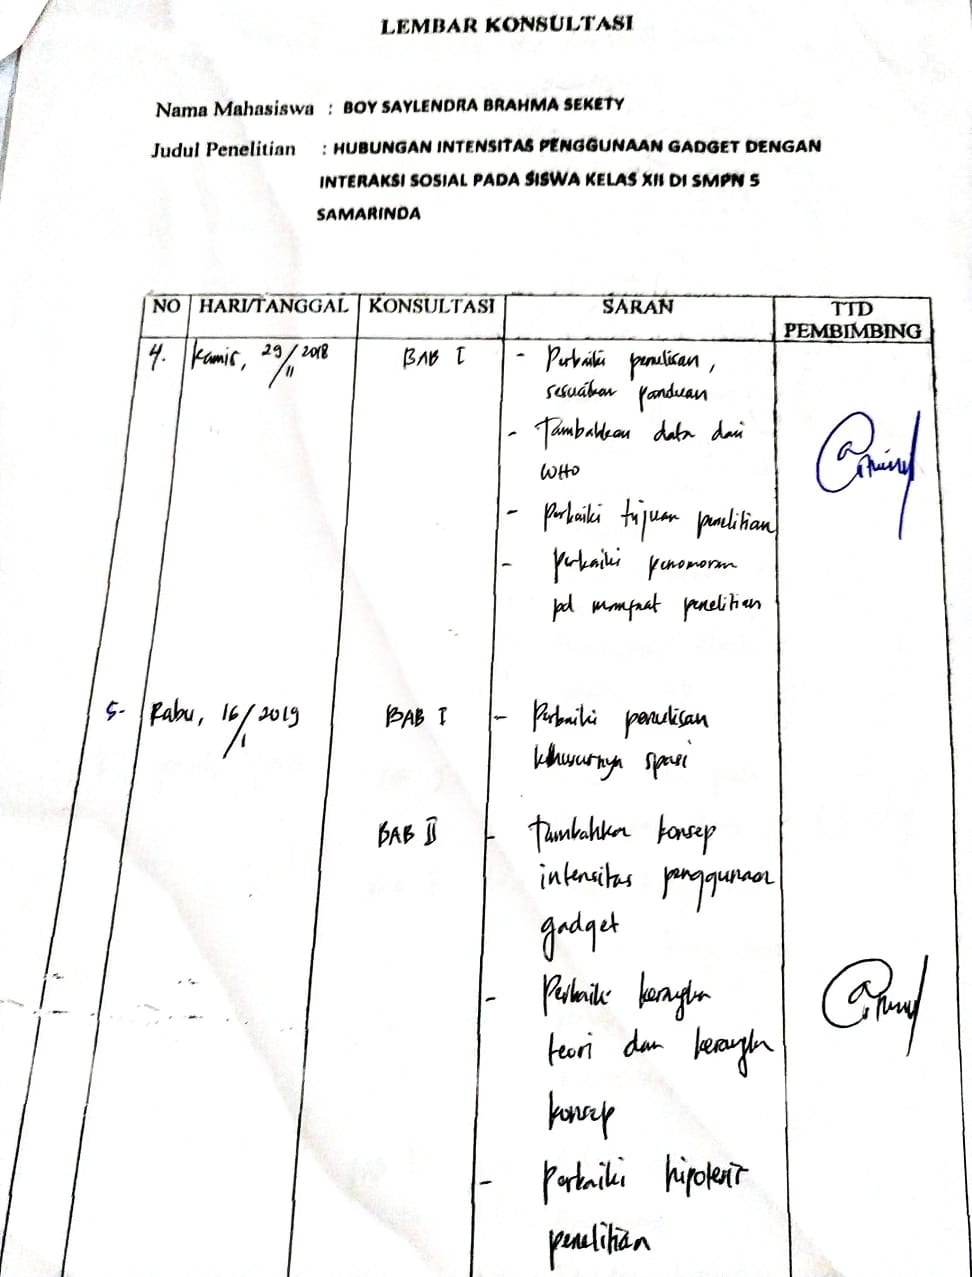 LEMBAR KONSULTASI
Nama Mahasiswa : BOY SAYLENDRA BRAHMA SEKETY
Judul Penelitian : HUBUNGAN INTENSITAS PENGGUNAAN GADGET DENGAN
INTERAKSI SOSIAL PADA SISWA KELAS XII DI SMPN 5
SAMARINDA
NO HARI/TANGGAL KONSULTASI SARAN TTD PEMBIMBING
4. Kamis, 29/11 2018 BAB I - Perbaiki penulisan,
sesuaikan panduan
- Tambahkan data dari
WHO
- perbaiki tujuan penelitian
- perbaiki penomoran
pd manfaat penelitian
5- Rabu, 16/1 2019 BAB I - Perbaiki penulisan
khususnya spasi
BAB II - Tambahkan konsep
intensitas penggunaan
gadget
- Perbaiki kerangka
teori dan kerangka
konsep
- Perbaiki hipotesis
penelitian